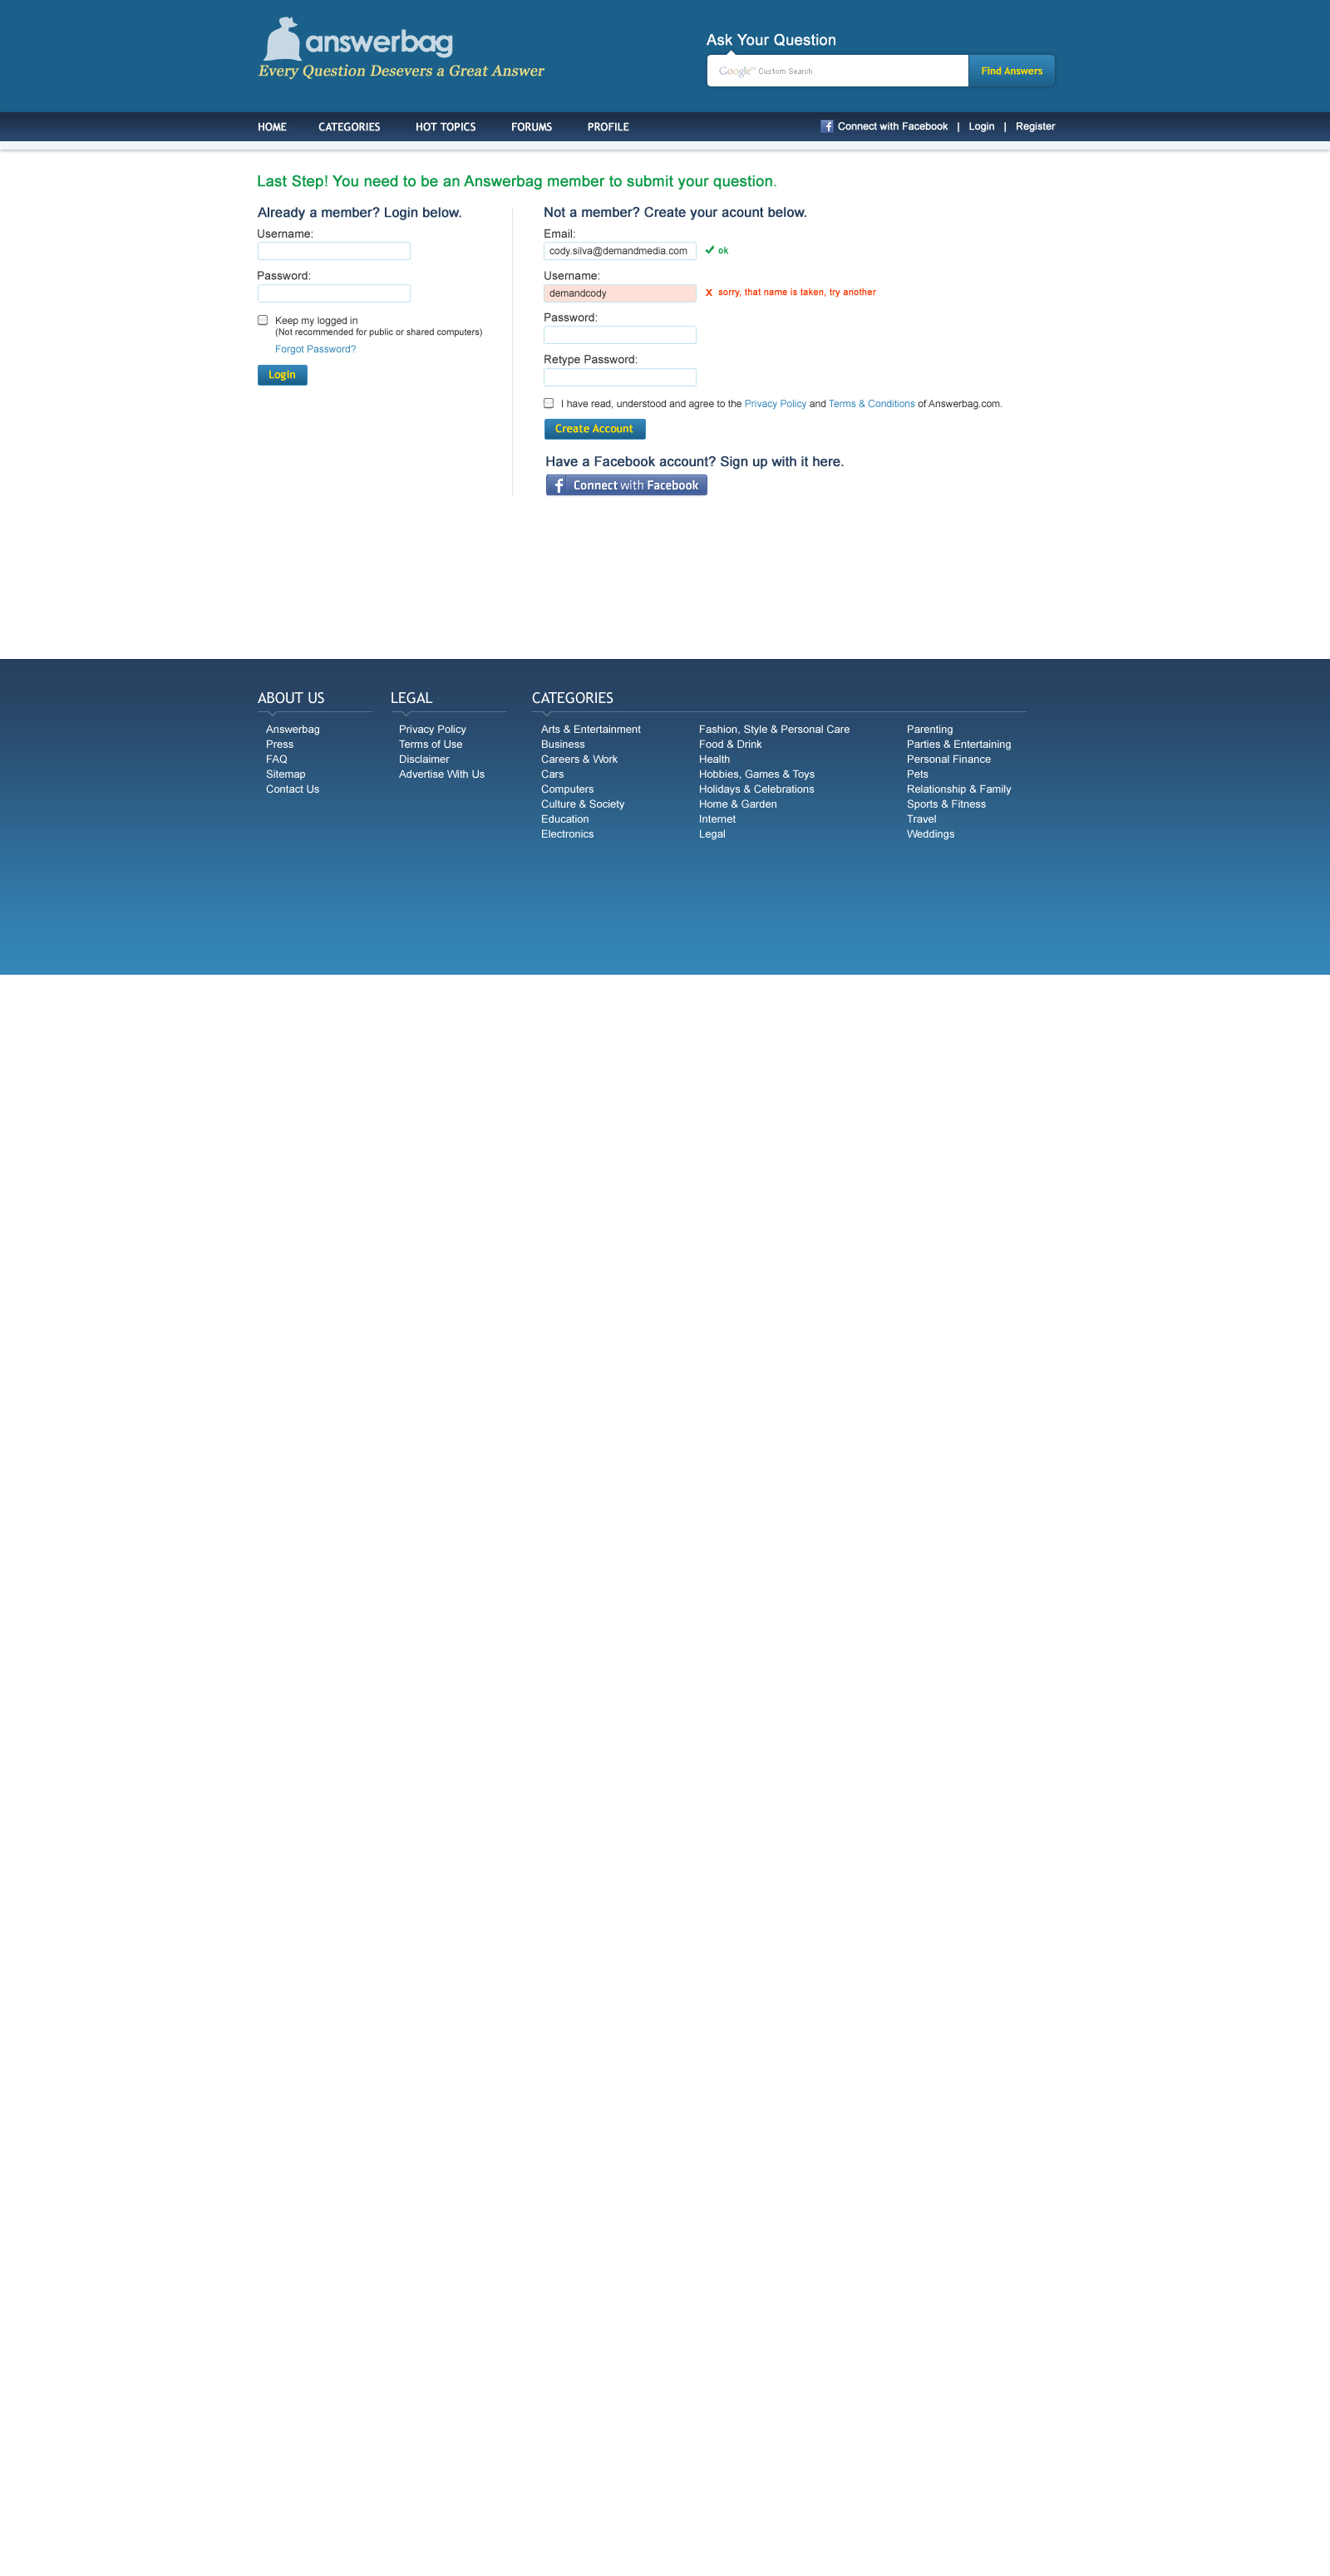 answerbag
Every Question Desevers a Great Answer
Ask Your Question
Google™ Custom Search
Find Answers
HOME CATEGORIES HOT TOPICS FORUMS PROFILE
Connect with Facebook | Login | Register
Last Step! You need to be an Answerbag member to submit your question.
Already a member? Login below.
Username:
Password:
Keep my logged in
(Not recommended for public or shared computers)
Forgot Password?
Login
Not a member? Create your acount below.
Email:
cody.silva@demandmedia.com ok
Username:
demandcody x sorry, that name is taken, try another
Password:
Retype Password:
I have read, understood and agree to the Privacy Policy and Terms & Conditions of Answerbag.com.
Create Account
Have a Facebook account? Sign up with it here.
f Connect with Facebook
ABOUT US
Answerbag
Press
FAQ
Sitemap
Contact Us
LEGAL
Privacy Policy
Terms of Use
Disclaimer
Advertise With Us
CATEGORIES
Arts & Entertainment
Business
Careers & Work
Cars
Computers
Culture & Society
Education
Electronics
Fashion, Style & Personal Care
Food & Drink
Health
Hobbies, Games & Toys
Holidays & Celebrations
Home & Garden
Internet
Legal
Parenting
Parties & Entertaining
Personal Finance
Pets
Relationship & Family
Sports & Fitness
Travel
Weddings